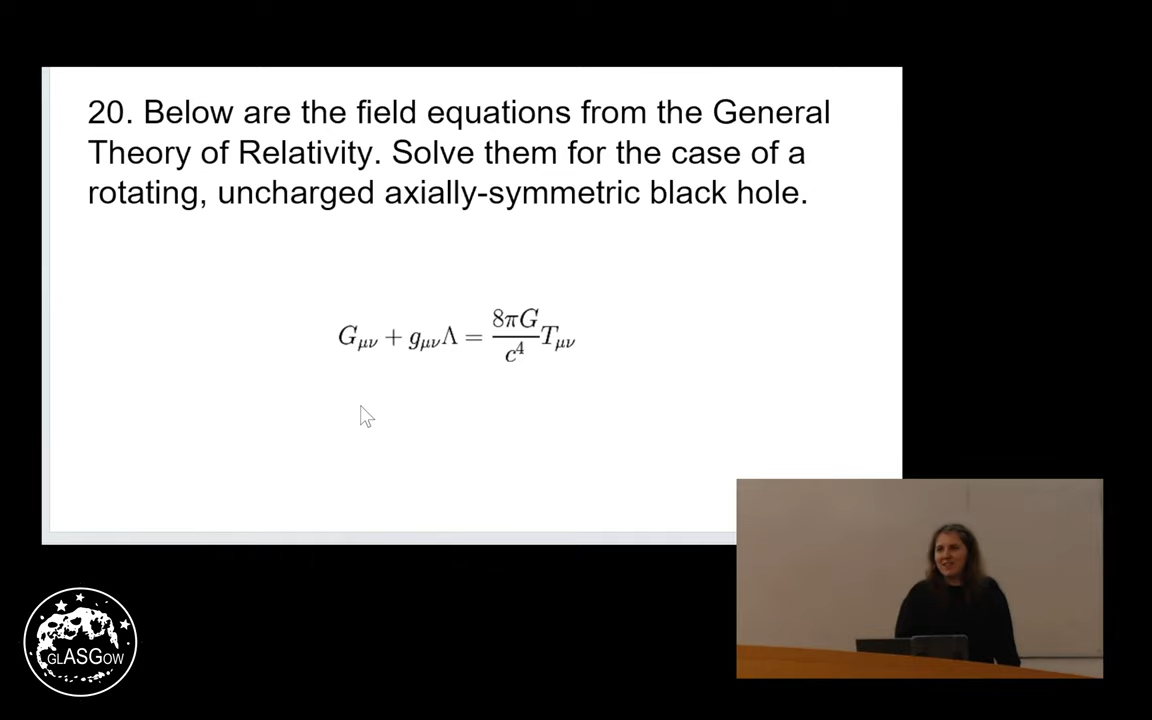 20. Below are the field equations from the General
Theory of Relativity. Solve them for the case of a
rotating, uncharged axially-symmetric black hole.
G_{μν} + g_{μν}Λ = \frac{8πG}{c^4} T_{μν}
GLASGOW